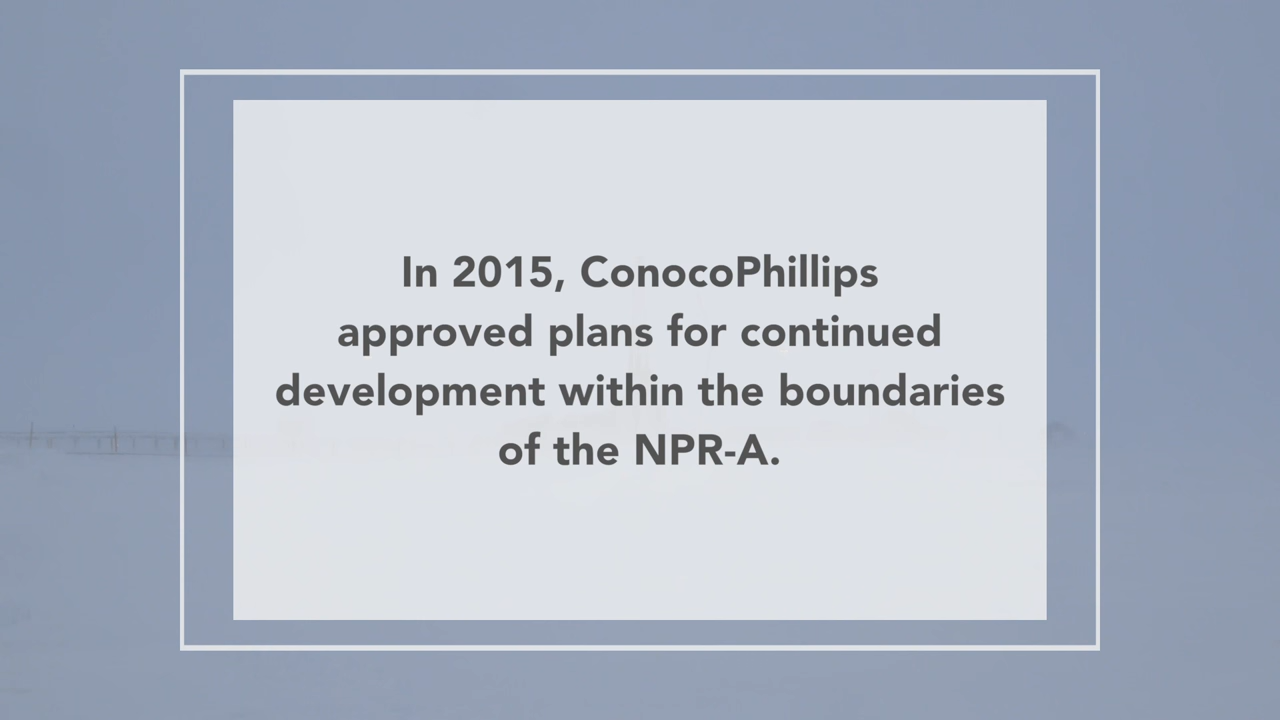 In 2015, ConocoPhillips
approved plans for continued
development within the boundaries
of the NPR-A.